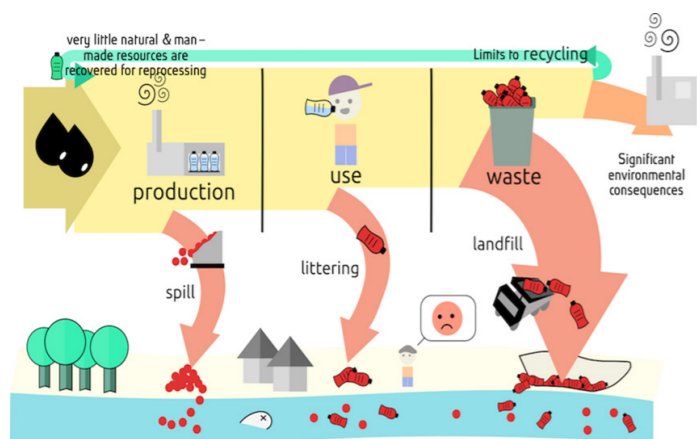 very little natural & man–
made resources are
recovered for reprocessing
Limits to recycling
production
use
waste
Significant
environmental
consequences
spill
littering
landfill